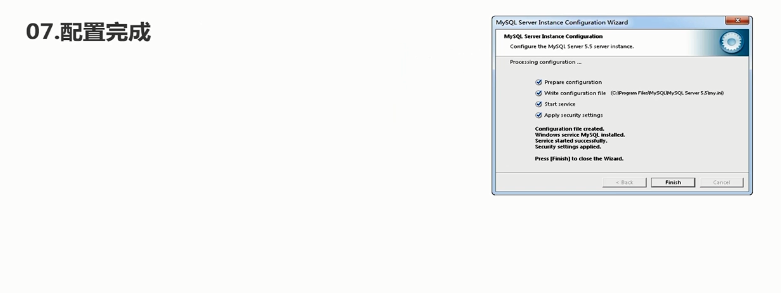 07.配置完成
MySQL Server Instance Configuration Wizard
MySQL Server Instance Configuration
Configure the MySQL Server 5.5 server instance.
Processing configuration ...
Prepare configuration
Write configuration file (C:\Program Files\MySQL\MySQL Server 5.5\my.ini)
Start service
Apply security settings
Configuration file created.
Windows service MySQL installed.
Service started successfully.
Security settings applied.
Press [Finish] to close the Wizard.
< Back Finish Cancel